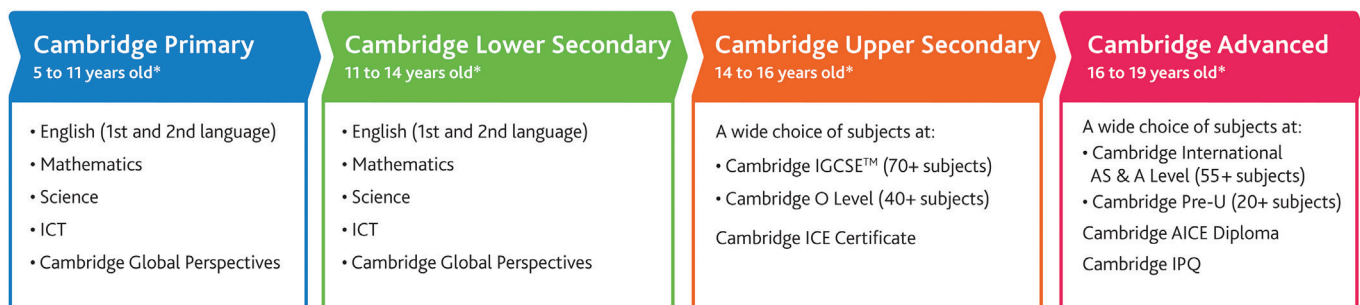 Cambridge Primary
5 to 11 years old*
• English (1st and 2nd language)
• Mathematics
• Science
• ICT
• Cambridge Global Perspectives
Cambridge Lower Secondary
11 to 14 years old*
• English (1st and 2nd language)
• Mathematics
• Science
• ICT
• Cambridge Global Perspectives
Cambridge Upper Secondary
14 to 16 years old*
A wide choice of subjects at:
• Cambridge IGCSE™ (70+ subjects)
• Cambridge O Level (40+ subjects)
Cambridge ICE Certificate
Cambridge Advanced
16 to 19 years old*
A wide choice of subjects at:
• Cambridge International
AS & A Level (55+ subjects)
• Cambridge Pre-U (20+ subjects)
Cambridge AICE Diploma
Cambridge IPQ